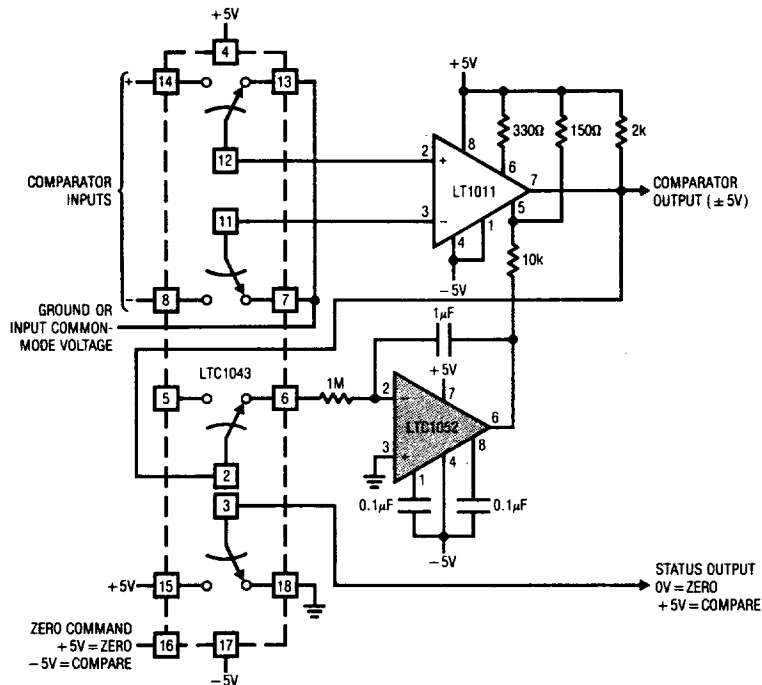 +5V
4
+
14
13
+5V
8
330Ω
150Ω
2k
6
12
2
+
LT1011
7
COMPARATOR
OUTPUT (±5V)
COMPARATOR
INPUTS
11
3
−
5
4
1
−5V
10k
−
8
7
GROUND OR
INPUT COMMON-
MODE VOLTAGE
1μF
LTC1043
+5V
5
6
1M
2
−
7
LTC1052
6
3
+
8
4
1
2
3
0.1μF
0.1μF
−5V
+5V
15
18
STATUS OUTPUT
0V = ZERO
+5V = COMPARE
ZERO COMMAND
+5V = ZERO
−5V = COMPARE
16
17
−5V